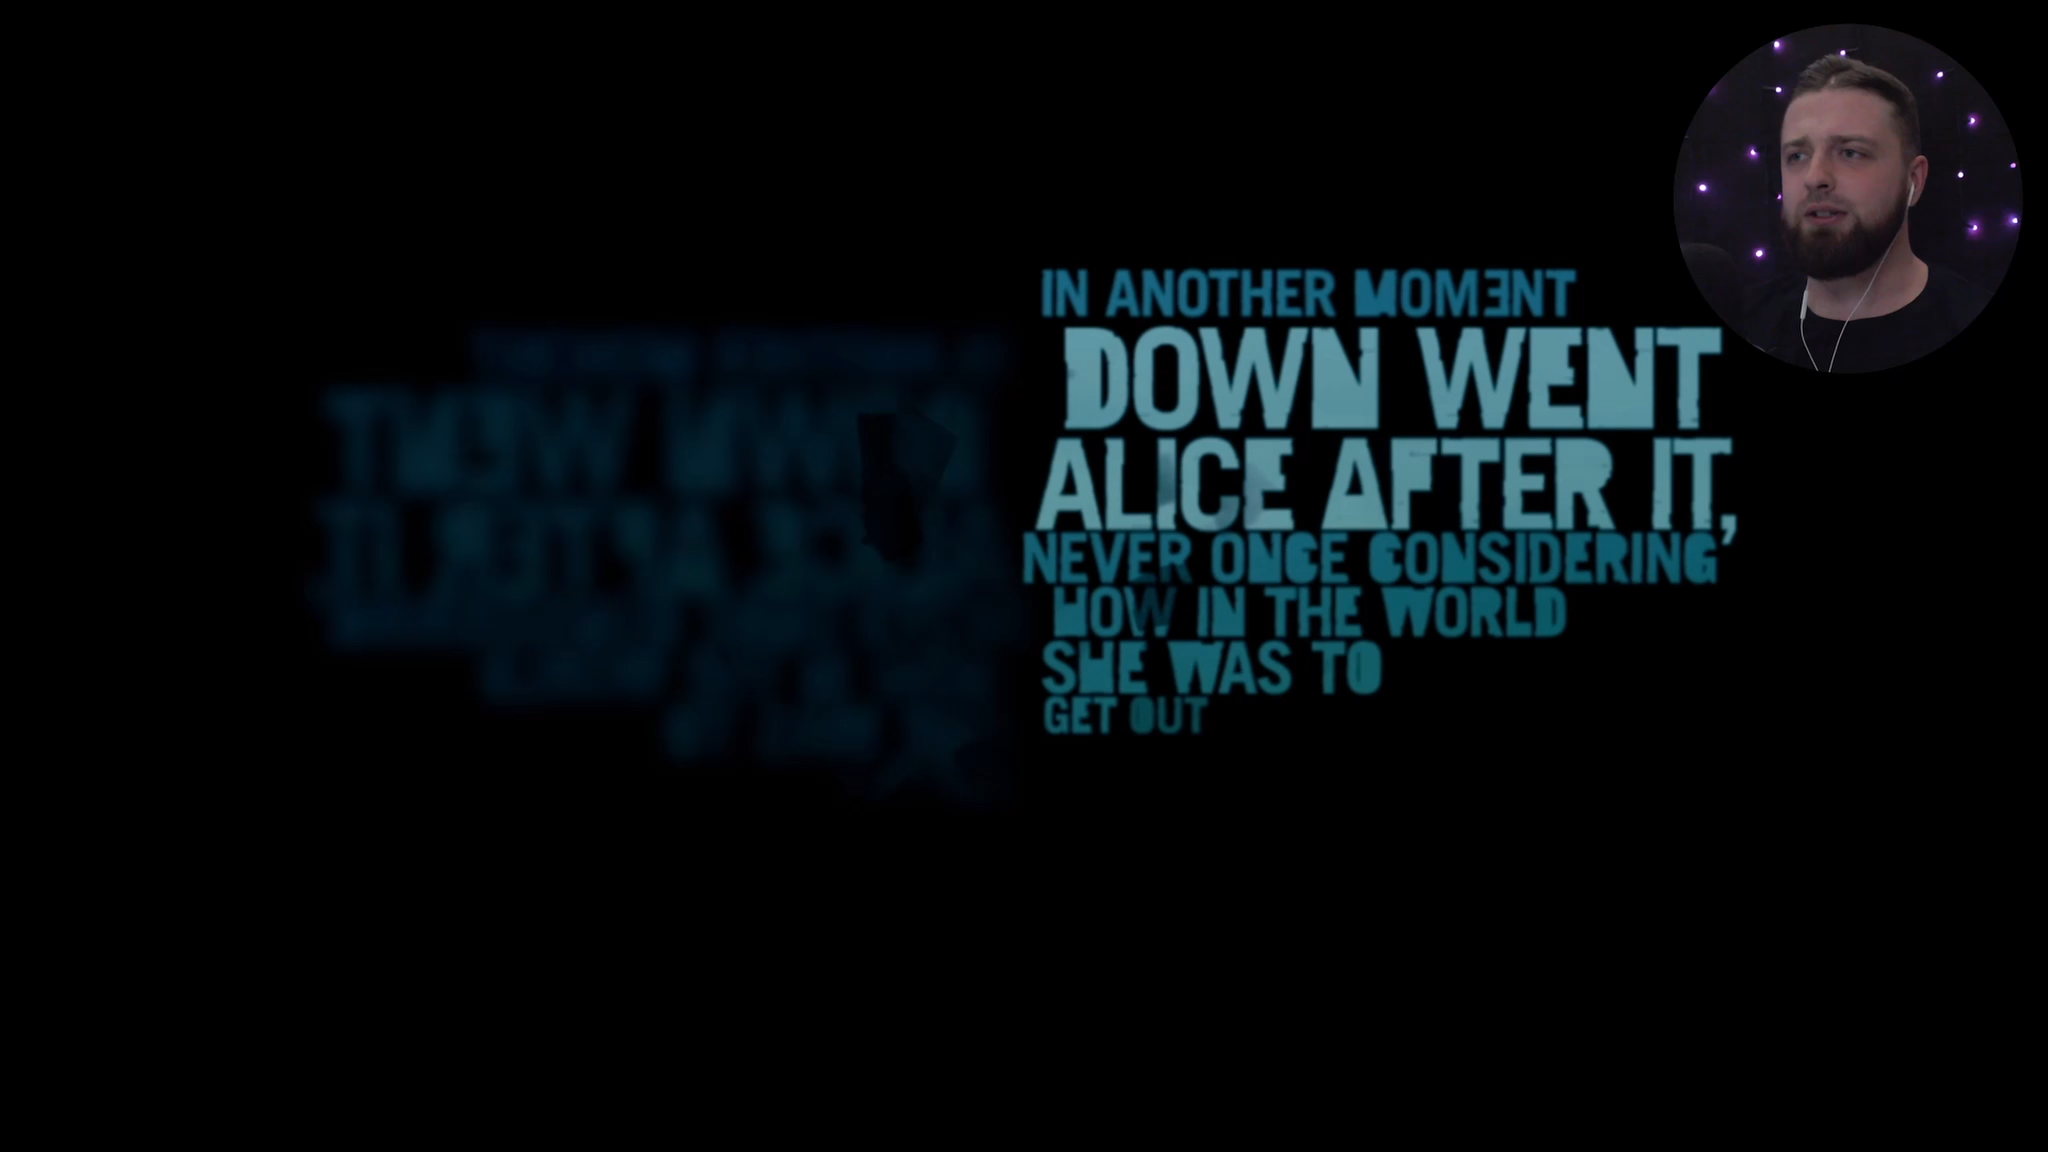 IN ANOTHER MOMENT
DOWN WENT
ALICE AFTER IT,
NEVER ONCE CONSIDERING
HOW IN THE WORLD
SHE WAS TO
GET OUT